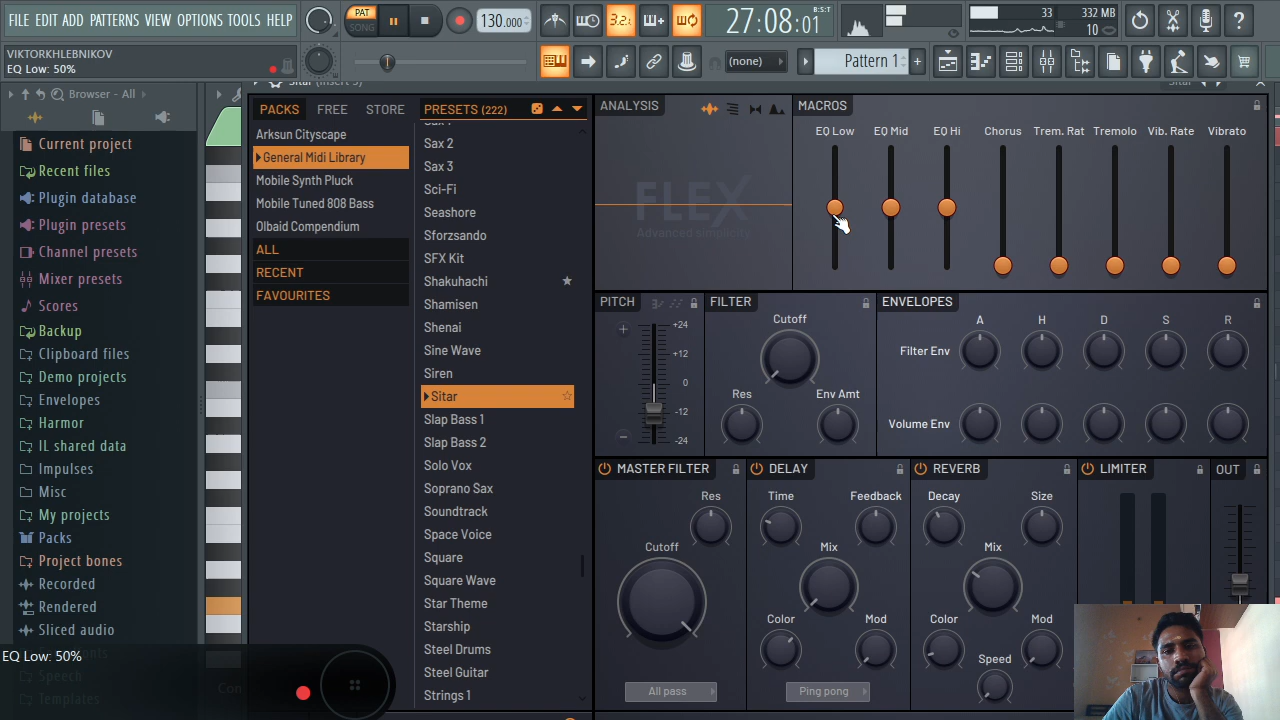 FILE EDIT ADD PATTERNS VIEW OPTIONS TOOLS HELP
PAT
SONG
130.000
3.2.
27:08:01
B:S:T
33
332 MB
10
VIKTORKHLEBNIKOV
EQ Low: 50%
(none)
Pattern 1
Browser - All
Current project
Recent files
Plugin database
Plugin presets
Channel presets
Mixer presets
Scores
Backup
Clipboard files
Demo projects
Envelopes
Harmor
IL shared data
Impulses
Misc
My projects
Packs
Project bones
Recorded
Rendered
Sliced audio
Speech
Templates
EQ Low: 50%
PACKS
FREE
STORE
Arksun Cityscape
General Midi Library
Mobile Synth Pluck
Mobile Tuned 808 Bass
Olbaid Compendium
ALL
RECENT
FAVOURITES
PRESETS (222)
Sax 1
Sax 2
Sax 3
Sci-Fi
Seashore
Sforzsando
SFX Kit
Shakuhachi
Shamisen
Shenai
Sine Wave
Siren
Sitar
Slap Bass 1
Slap Bass 2
Solo Vox
Soprano Sax
Soundtrack
Space Voice
Square
Square Wave
Star Theme
Starship
Steel Drums
Steel Guitar
Strings 1
ANALYSIS
FLEX
Advanced simplicity
MACROS
EQ Low
EQ Mid
EQ Hi
Chorus
Trem. Rat
Tremolo
Vib. Rate
Vibrato
PITCH
+24
+12
0
-12
-24
FILTER
Cutoff
Res
Env Amt
ENVELOPES
A
H
D
S
R
Filter Env
Volume Env
MASTER FILTER
Res
Cutoff
All pass
DELAY
Time
Feedback
Mix
Color
Mod
Ping pong
REVERB
Decay
Size
Mix
Color
Mod
Speed
LIMITER
OUT